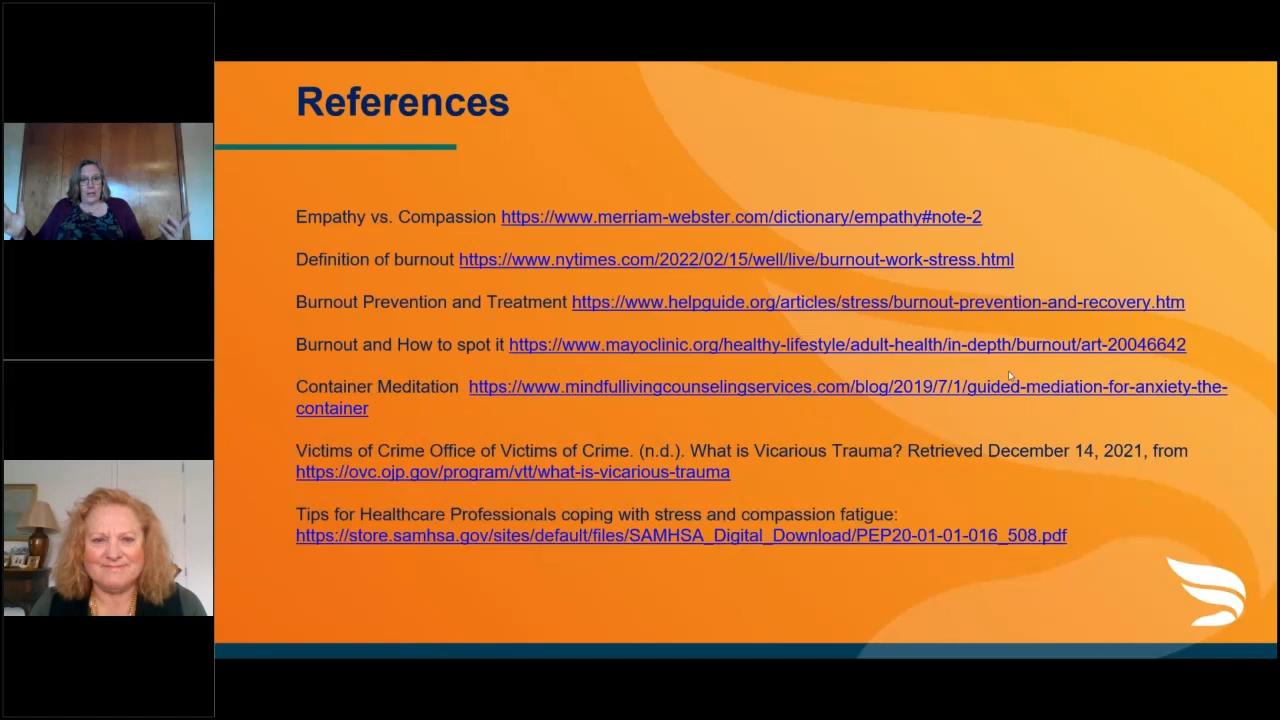 References
Empathy vs. Compassion https://www.merriam-webster.com/dictionary/empathy#note-2
Definition of burnout https://www.nytimes.com/2022/02/15/well/live/burnout-work-stress.html
Burnout Prevention and Treatment https://www.helpguide.org/articles/stress/burnout-prevention-and-recovery.htm
Burnout and How to spot it https://www.mayoclinic.org/healthy-lifestyle/adult-health/in-depth/burnout/art-20046642
Container Meditation https://www.mindfullivingcounselingservices.com/blog/2019/7/1/guided-mediation-for-anxiety-the-
container
Victims of Crime Office of Victims of Crime. (n.d.). What is Vicarious Trauma? Retrieved December 14, 2021, from
https://ovc.ojp.gov/program/vtt/what-is-vicarious-trauma
Tips for Healthcare Professionals coping with stress and compassion fatigue:
https://store.samhsa.gov/sites/default/files/SAMHSA_Digital_Download/PEP20-01-01-016_508.pdf